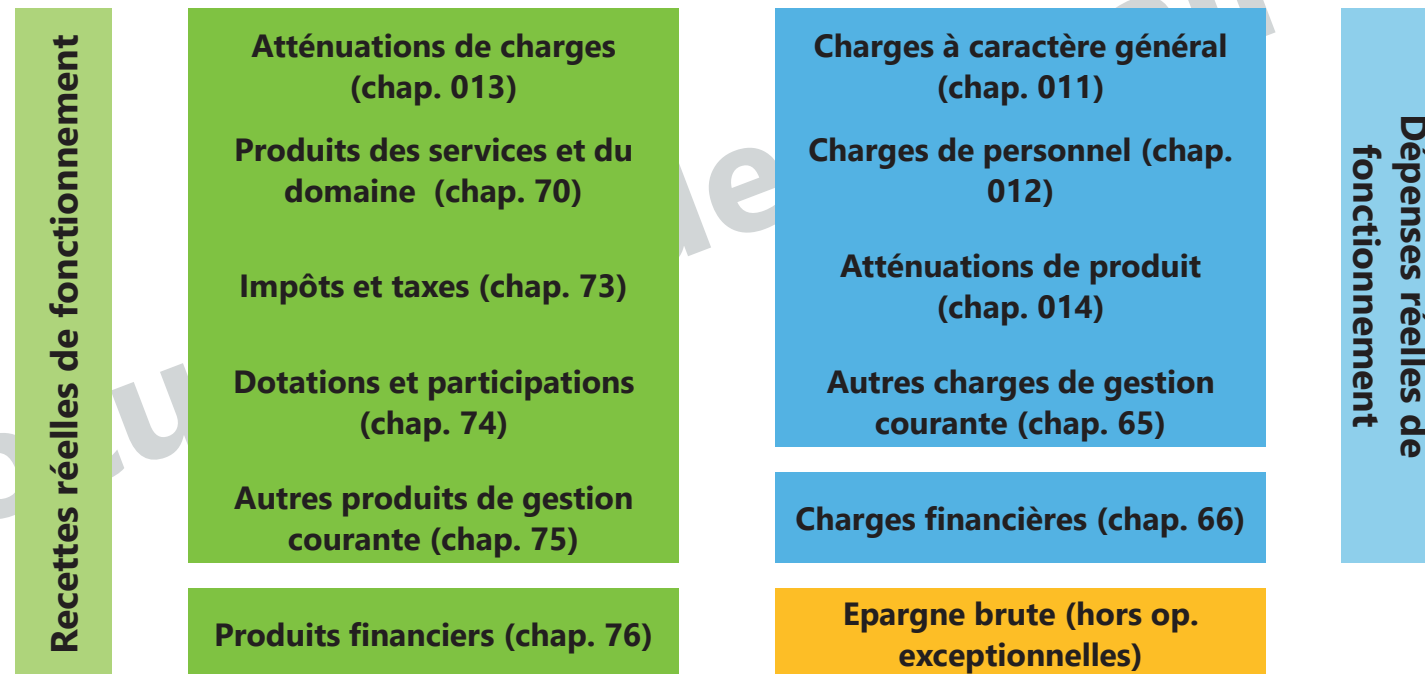 Recettes réelles de fonctionnement
Atténuations de charges
(chap. 013)
Produits des services et du
domaine (chap. 70)
Impôts et taxes (chap. 73)
Dotations et participations
(chap. 74)
Autres produits de gestion
courante (chap. 75)
Produits financiers (chap. 76)
Charges à caractère général
(chap. 011)
Charges de personnel (chap.
012)
Atténuations de produit
(chap. 014)
Autres charges de gestion
courante (chap. 65)
Charges financières (chap. 66)
Epargne brute (hors op.
exceptionnelles)
Dépenses réelles de
fonctionnement